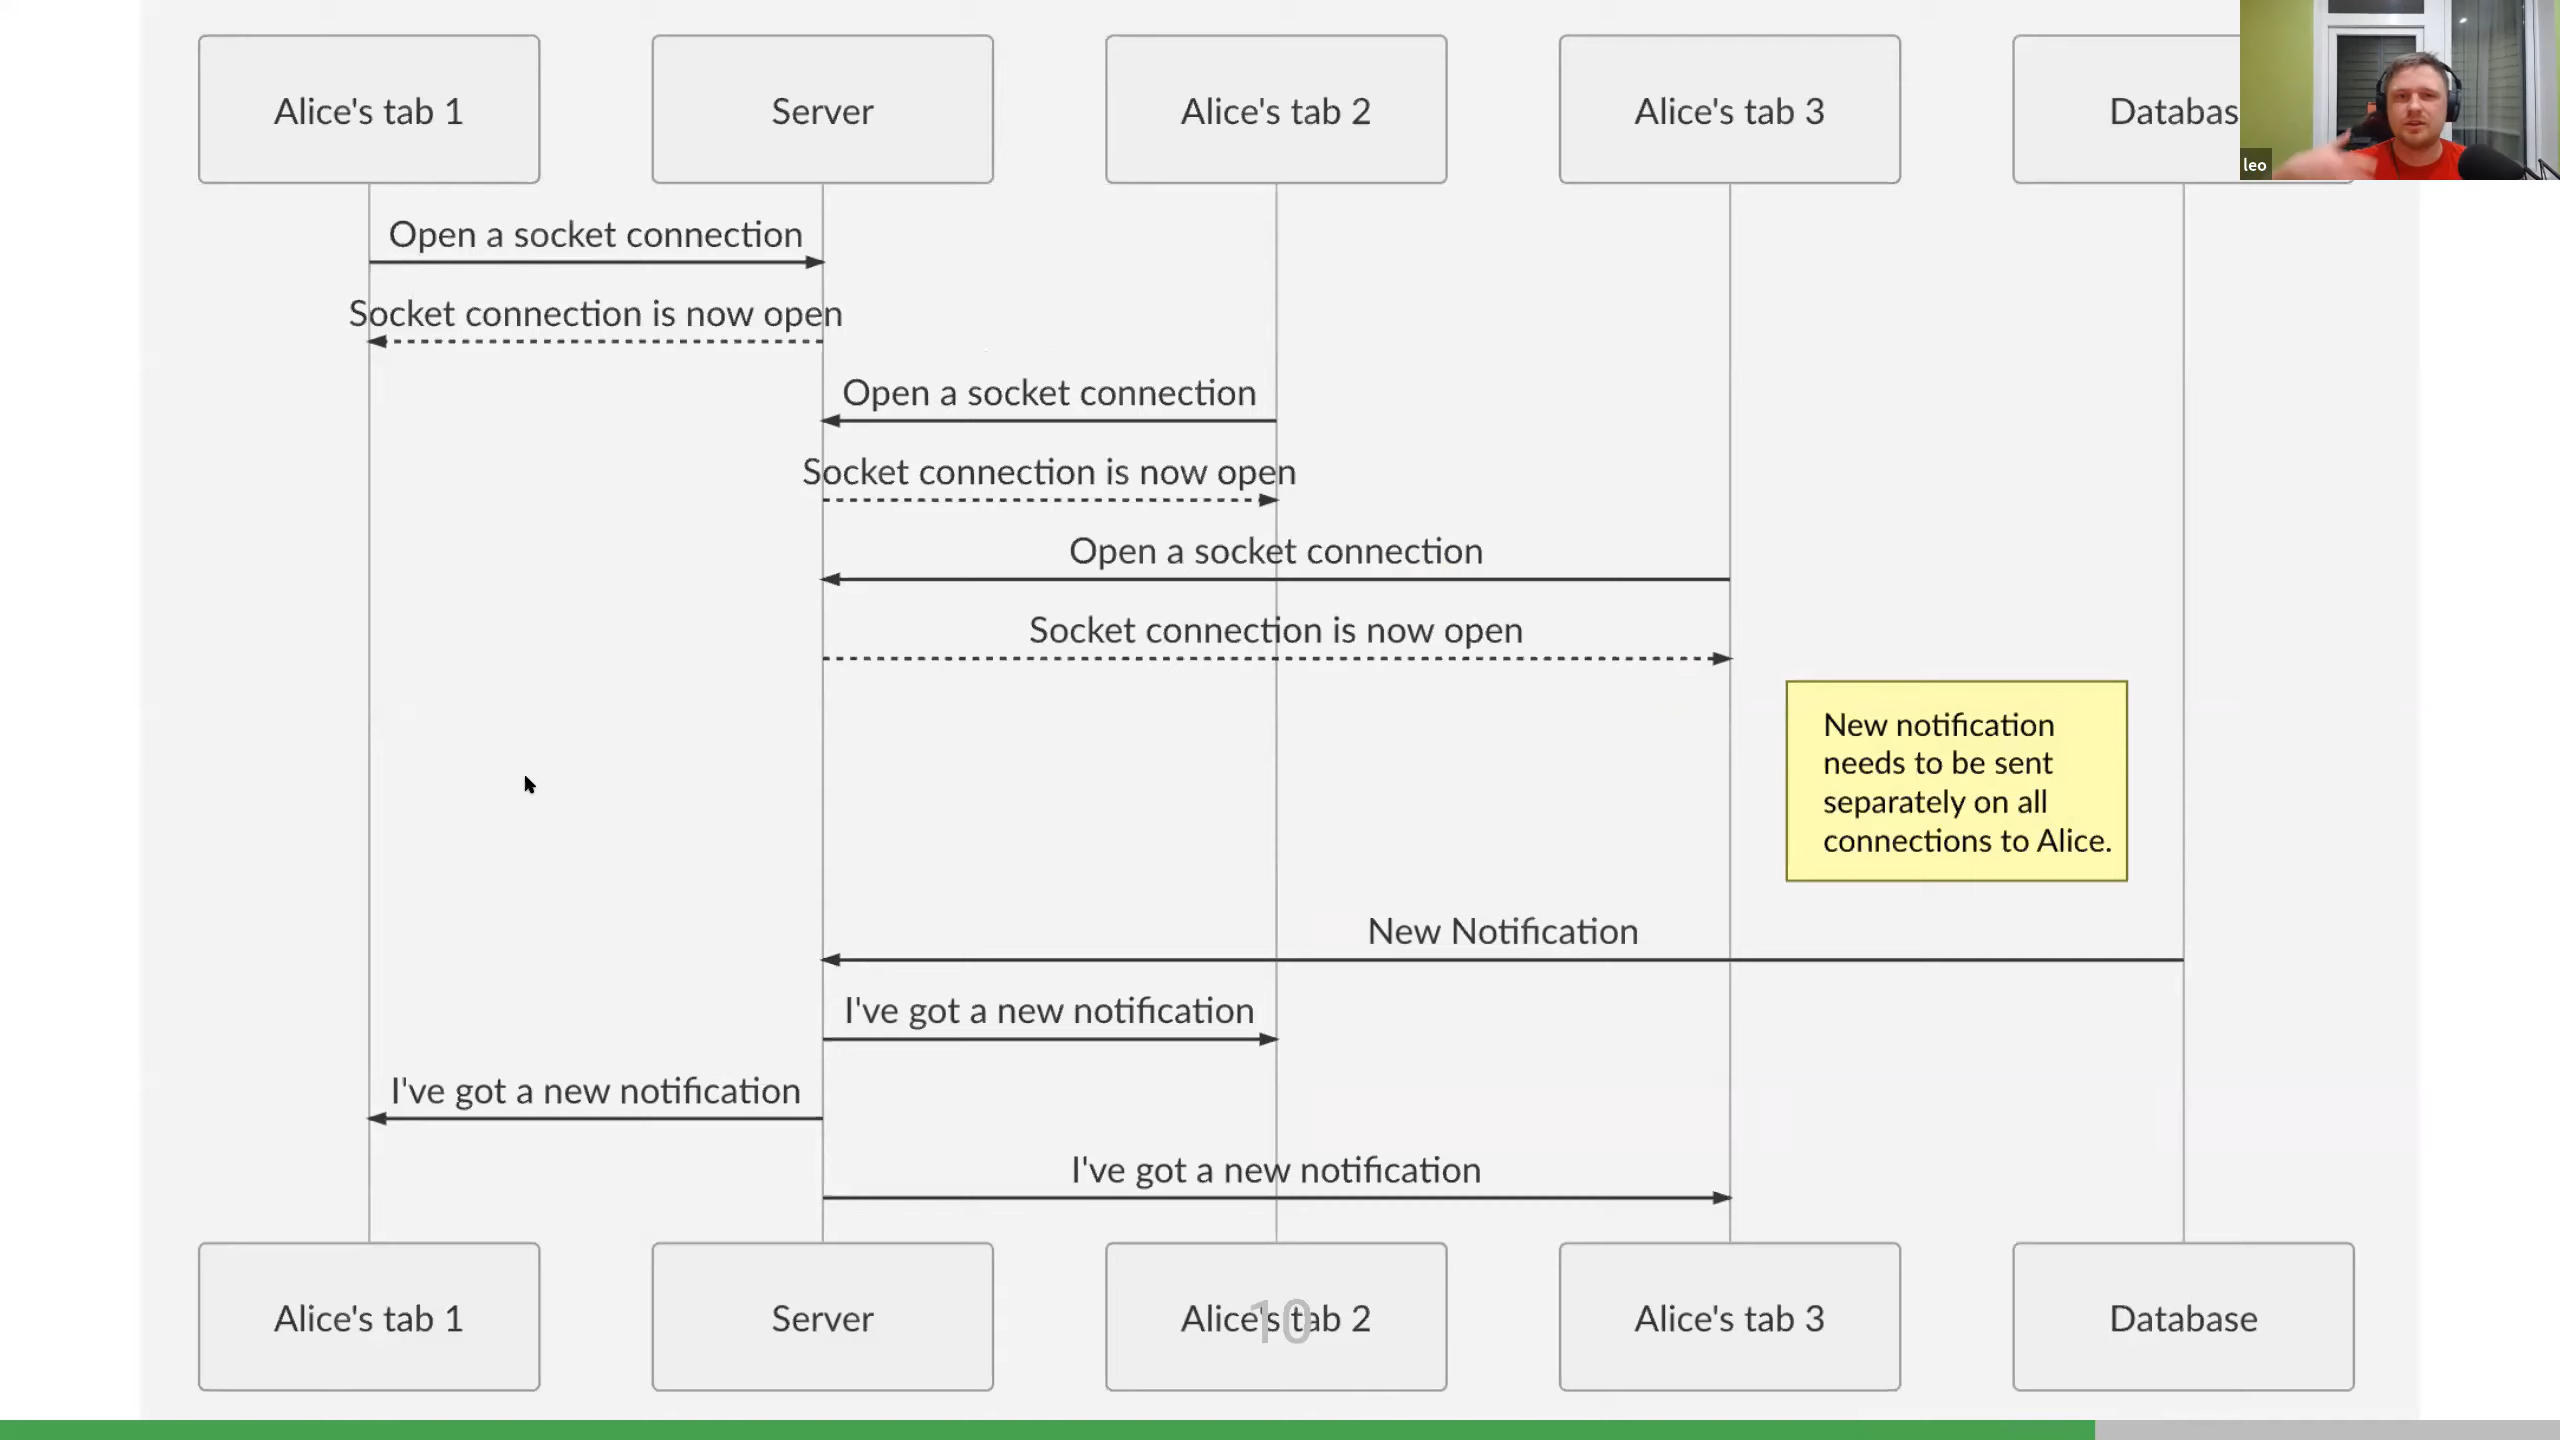 Alice's tab 1
Server
Alice's tab 2
Alice's tab 3
Databas
leo
Open a socket connection
Socket connection is now open
Open a socket connection
Socket connection is now open
Open a socket connection
Socket connection is now open
New notification
needs to be sent
separately on all
connections to Alice.
New Notification
I've got a new notification
I've got a new notification
I've got a new notification
Alice's tab 1
Server
Alice's tab 2
10
Alice's tab 3
Database